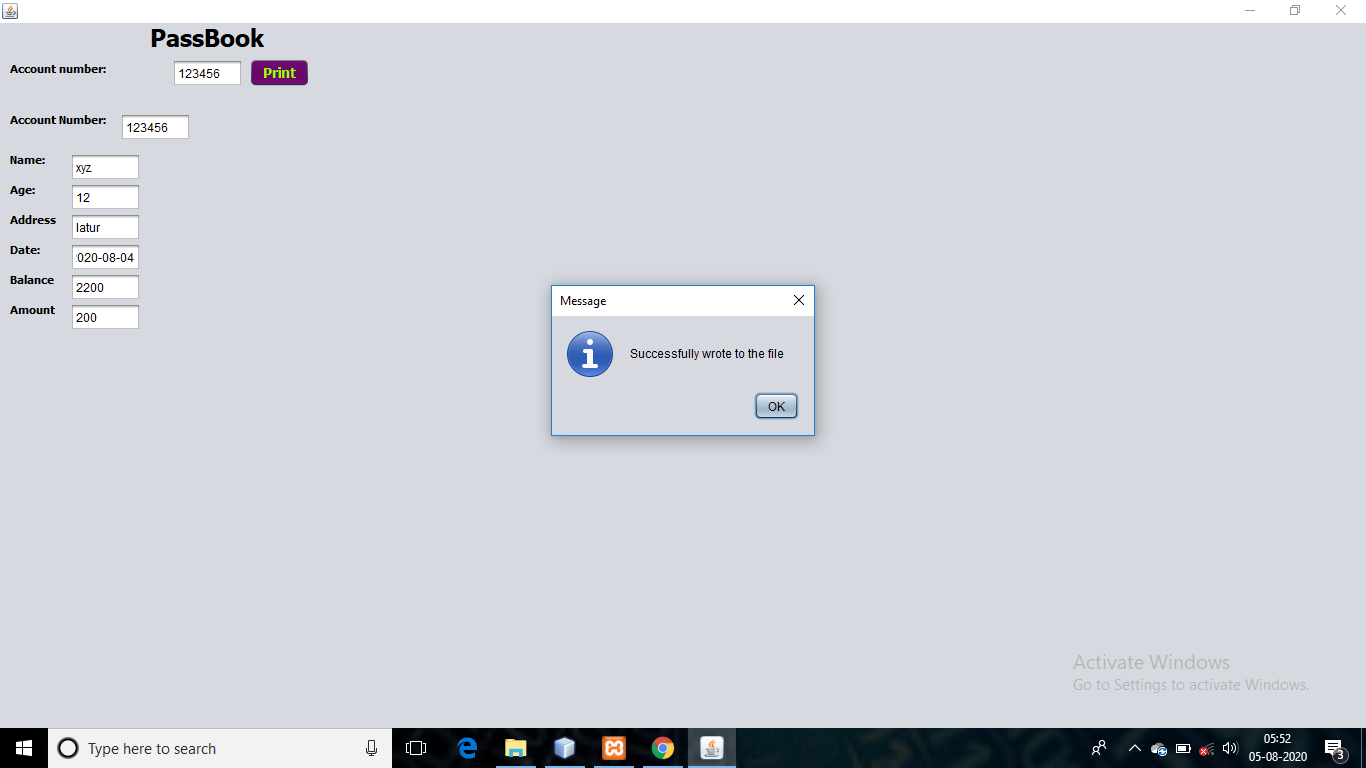 PassBook
Account number: 123456 Print
Account Number: 123456
Name: xyz
Age: 12
Address latur
Date: 020-08-04
Balance 2200
Amount 200
Message
Successfully wrote to the file
OK
Activate Windows
Go to Settings to activate Windows.
Type here to search
05:52
05-08-2020
3